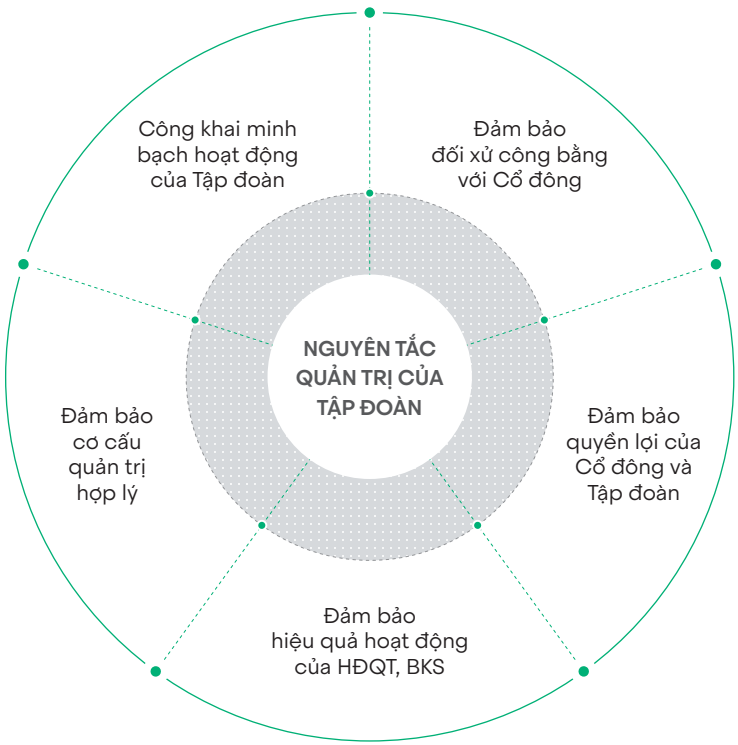 Công khai minh
bạch hoạt động
của Tập đoàn
Đảm bảo
đối xử công bằng
với Cổ đông
NGUYÊN TẮC
QUẢN TRỊ CỦA
TẬP ĐOÀN
Đảm bảo
cơ cấu
quản trị
hợp lý
Đảm bảo
quyền lợi của
Cổ đông và
Tập đoàn
Đảm bảo
hiệu quả hoạt động
của HĐQT, BKS